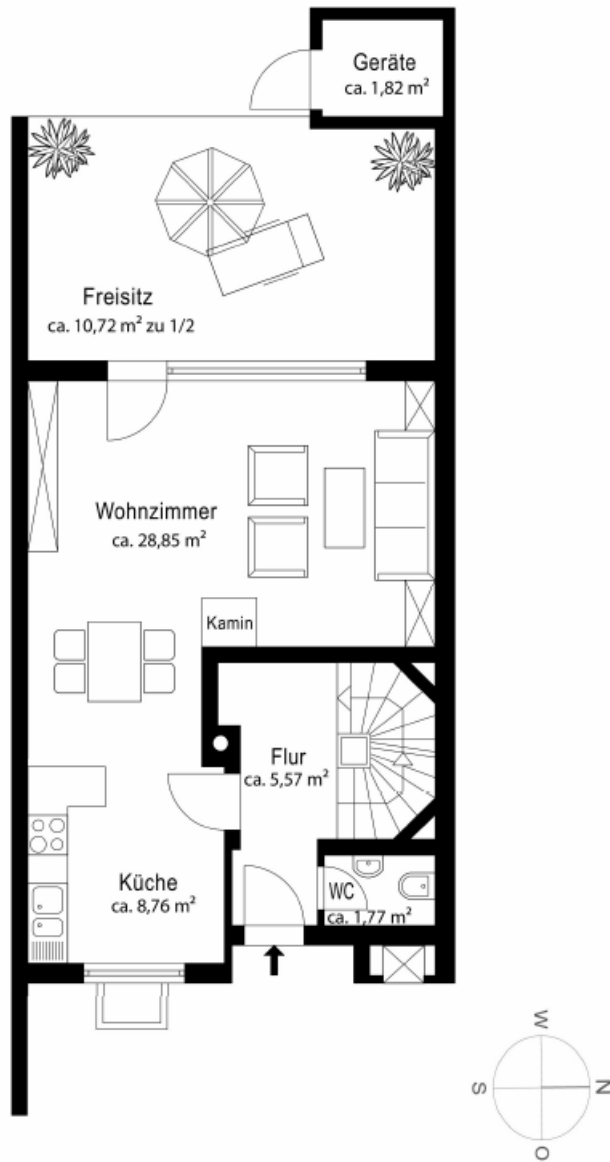 Geräte
ca. 1,82 m²
Freisitz
ca. 10,72 m² zu 1/2
Wohnzimmer
ca. 28,85 m²
Kamin
Flur
ca. 5,57 m²
Küche
ca. 8,76 m²
WC
ca. 1,77 m²
W
S
N
O